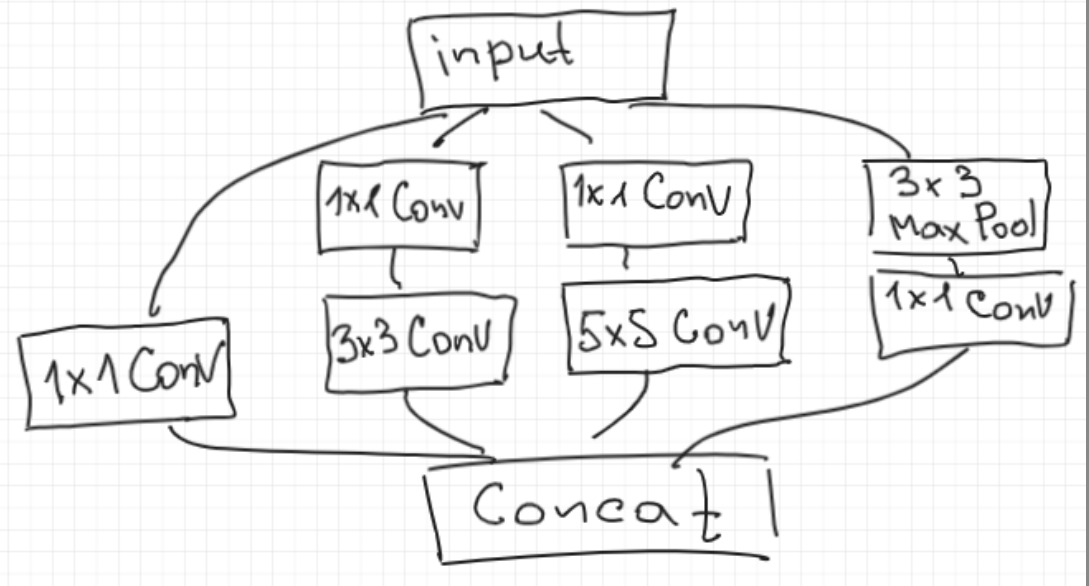 input
1x1 Conv
1x1 Conv
3x3
Max Pool
1x1 Conv
3x3 Conv
5x5 Conv
1x1 Conv
Concat